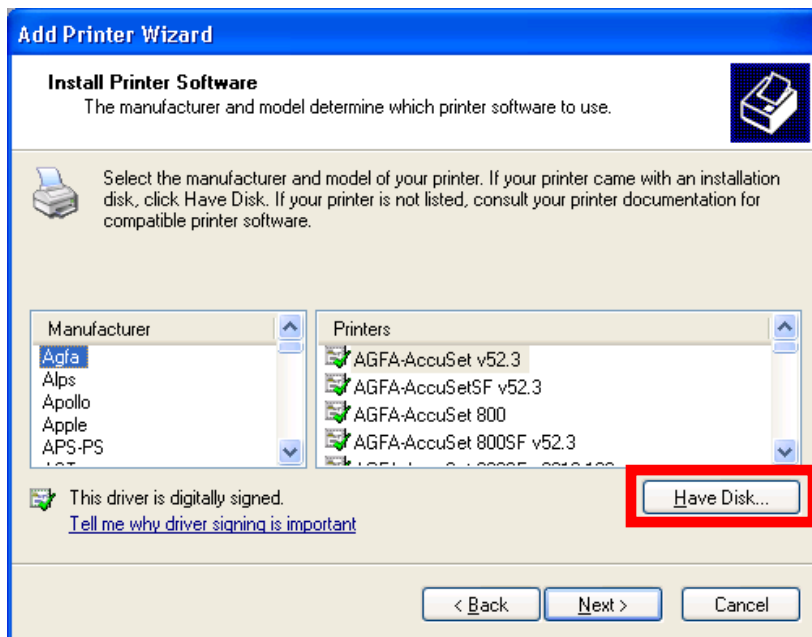 Add Printer Wizard
Install Printer Software
The manufacturer and model determine which printer software to use.
Select the manufacturer and model of your printer. If your printer came with an installation
disk, click Have Disk. If your printer is not listed, consult your printer documentation for
compatible printer software.
Manufacturer
Agfa
Alps
Apollo
Apple
APS-PS
Printers
AGFA-AccuSet v52.3
AGFA-AccuSetSF v52.3
AGFA-AccuSet 800
AGFA-AccuSet 800SF v52.3
This driver is digitally signed.
Tell me why driver signing is important
Have Disk...
< Back
Next >
Cancel